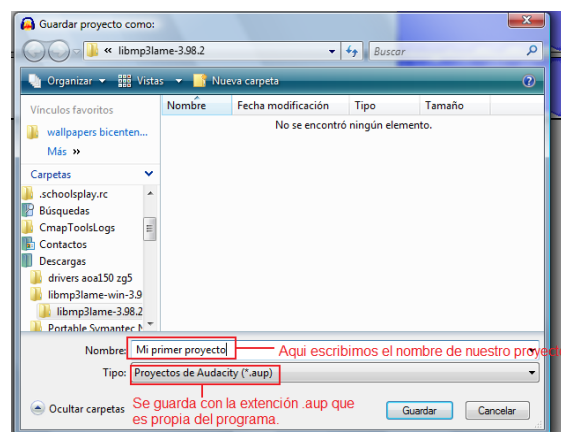 Guardar proyecto como:
« libmp3lame-3.98.2
Buscar
Organizar Vistas Nueva carpeta
Vínculos favoritos
Nombre Fecha modificación Tipo Tamaño
No se encontró ningún elemento.
wallpapers bicenten...
Más »
Carpetas
.schoolsplay.rc
Búsquedas
CmapToolsLogs
Contactos
Descargas
drivers aoa150 zg5
libmp3lame-win-3.9
libmp3lame-3.98.2
Portable Symantec
Nombre: Mi primer proyecto Aqui escribimos el nombre de nuestro proyecto
Tipo: Proyectos de Audacity (*.aup)
Ocultar carpetas
Se guarda con la extención .aup que
es propia del programa.
Guardar Cancelar